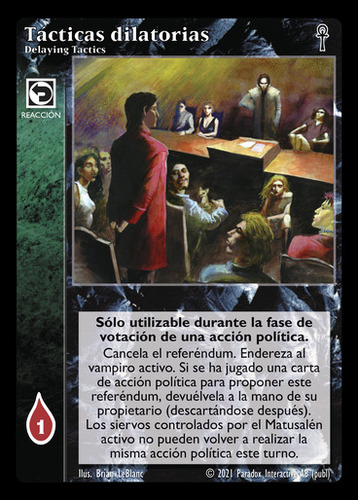 Tácticas dilatorias
Delaying Tactics
REACCIÓN
Sólo utilizable durante la fase de
votación de una acción política.
Cancela el referéndum. Endereza al
vampiro activo. Si se ha jugado una carta
de acción política para proponer este
referéndum, devuélvela a la mano de su
propietario (descartándose después).
Los siervos controlados por el Matusalén
activo no pueden volver a realizar la
misma acción política este turno.
1
Ilus. Brian LeBlanc
© 2021 Paradox Interactive AB (publ)